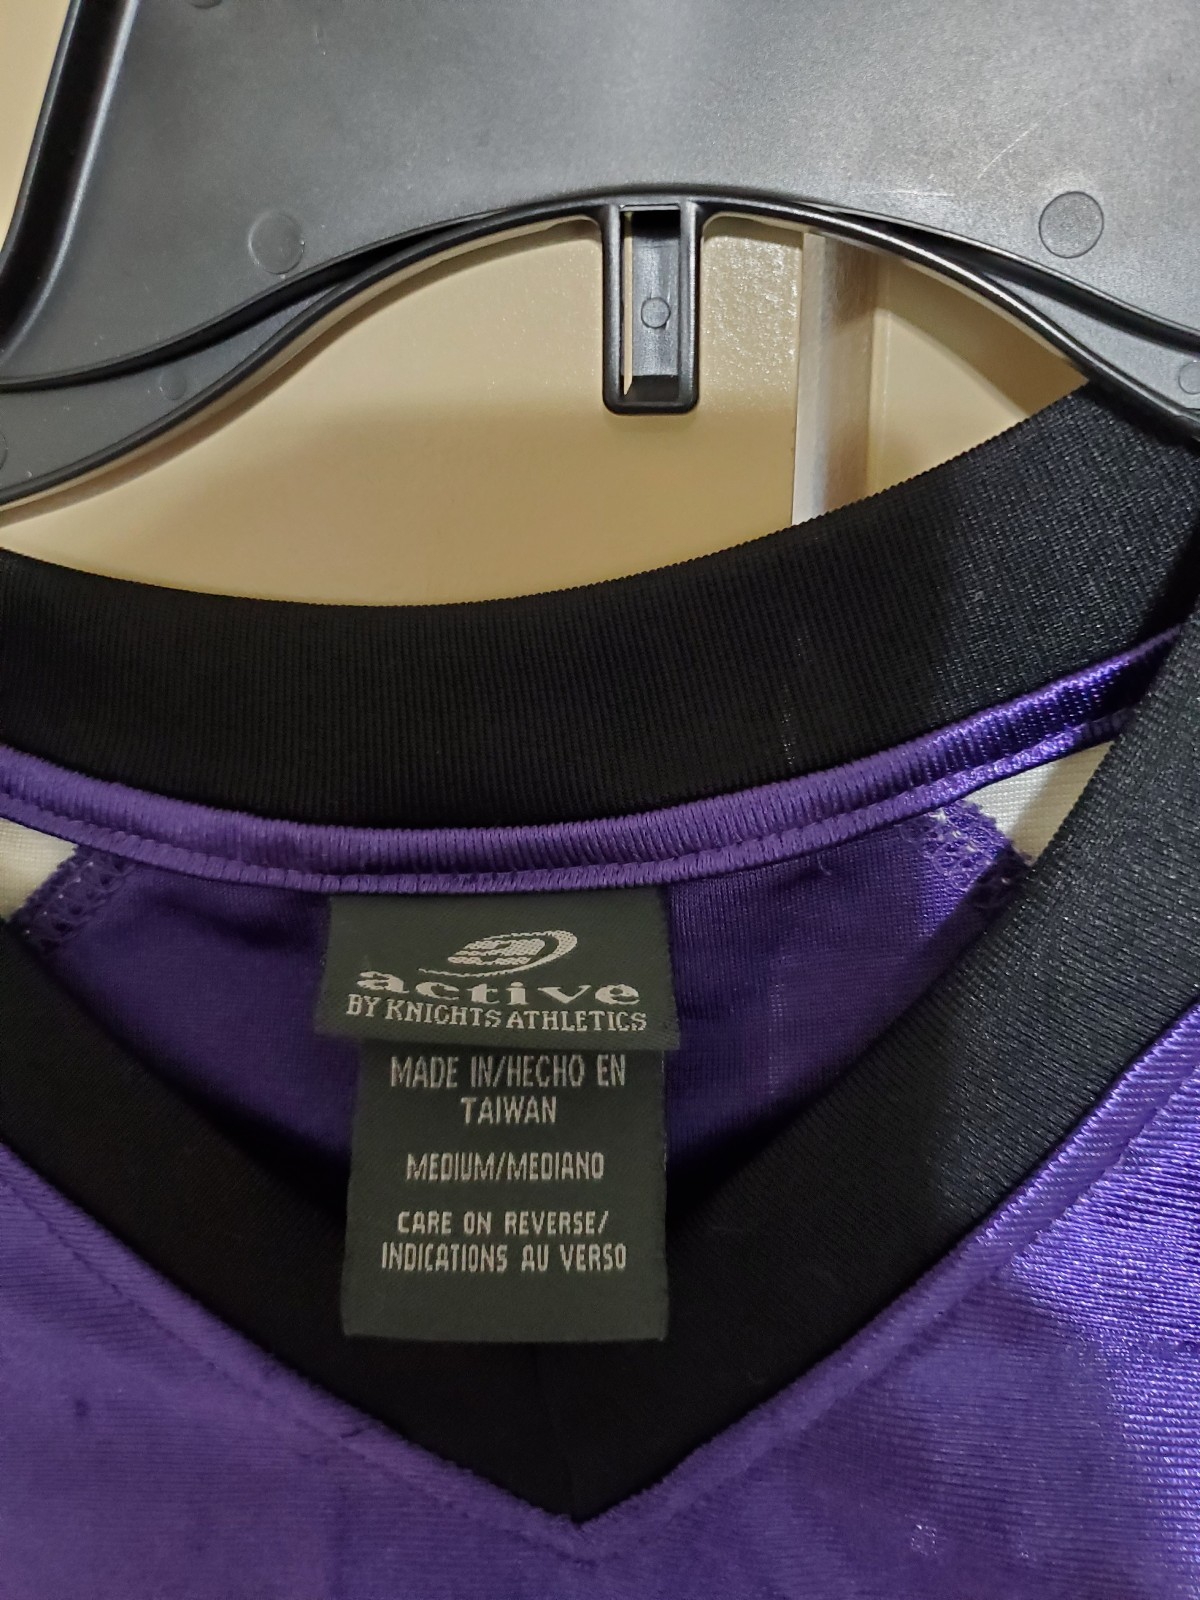 active
BY KNIGHTS ATHLETICS
MADE IN/HECHO EN
TAIWAN
MEDIUM/MEDIANO
CARE ON REVERSE/
INDICATIONS AU VERSO